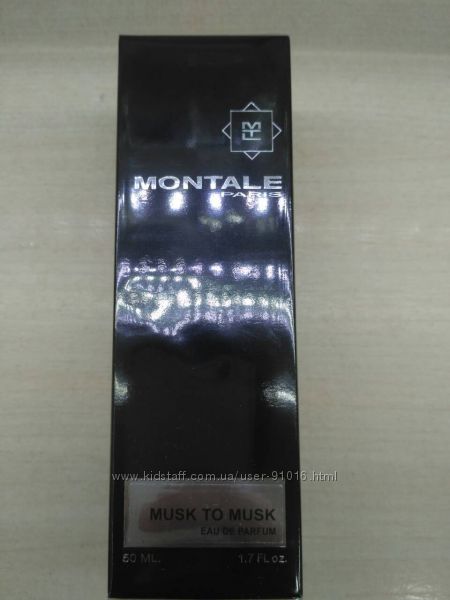 MONTALE
PARIS
www.kidstaff.com.ua/user-91016.html
MUSK TO MUSK
EAU DE PARFUM
50 ML. 1.7 FL oz.